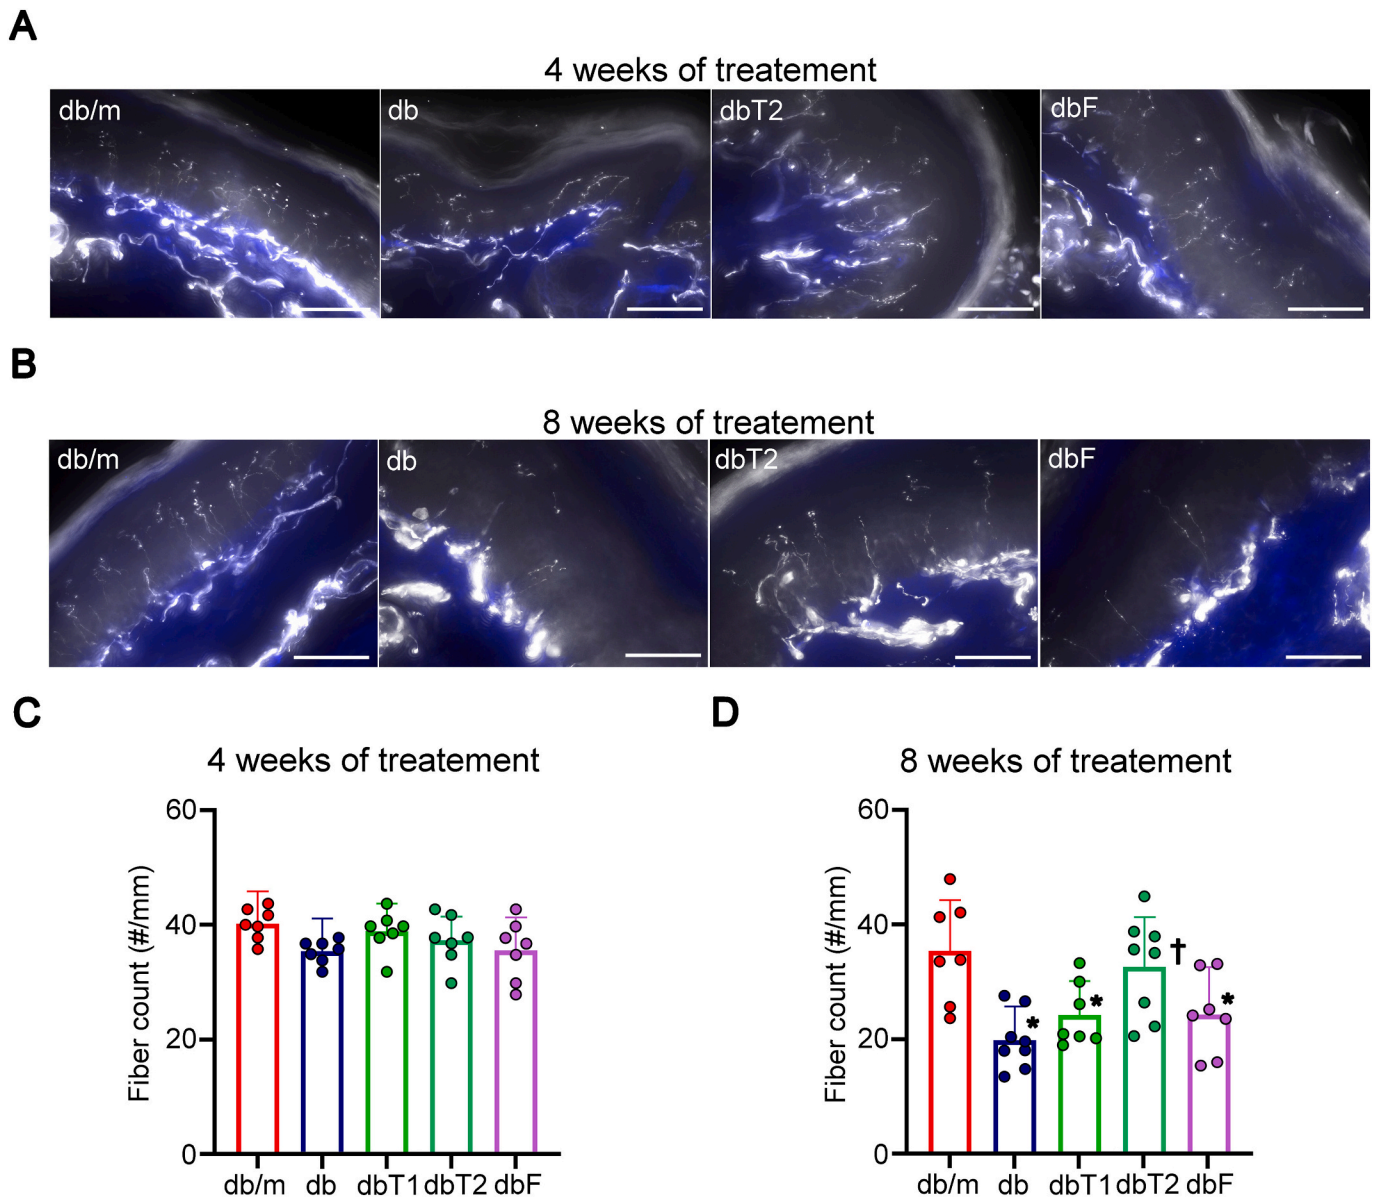 A
4 weeks of treatement
db/m db dbT2 dbF
B
8 weeks of treatement
db/m db dbT2 dbF
C
4 weeks of treatement
Fiber count (#/mm)
60
40
20
0
db/m db dbT1 dbT2 dbF
D
8 weeks of treatement
Fiber count (#/mm)
60
40
20
0
* * † *
db/m db dbT1 dbT2 dbF